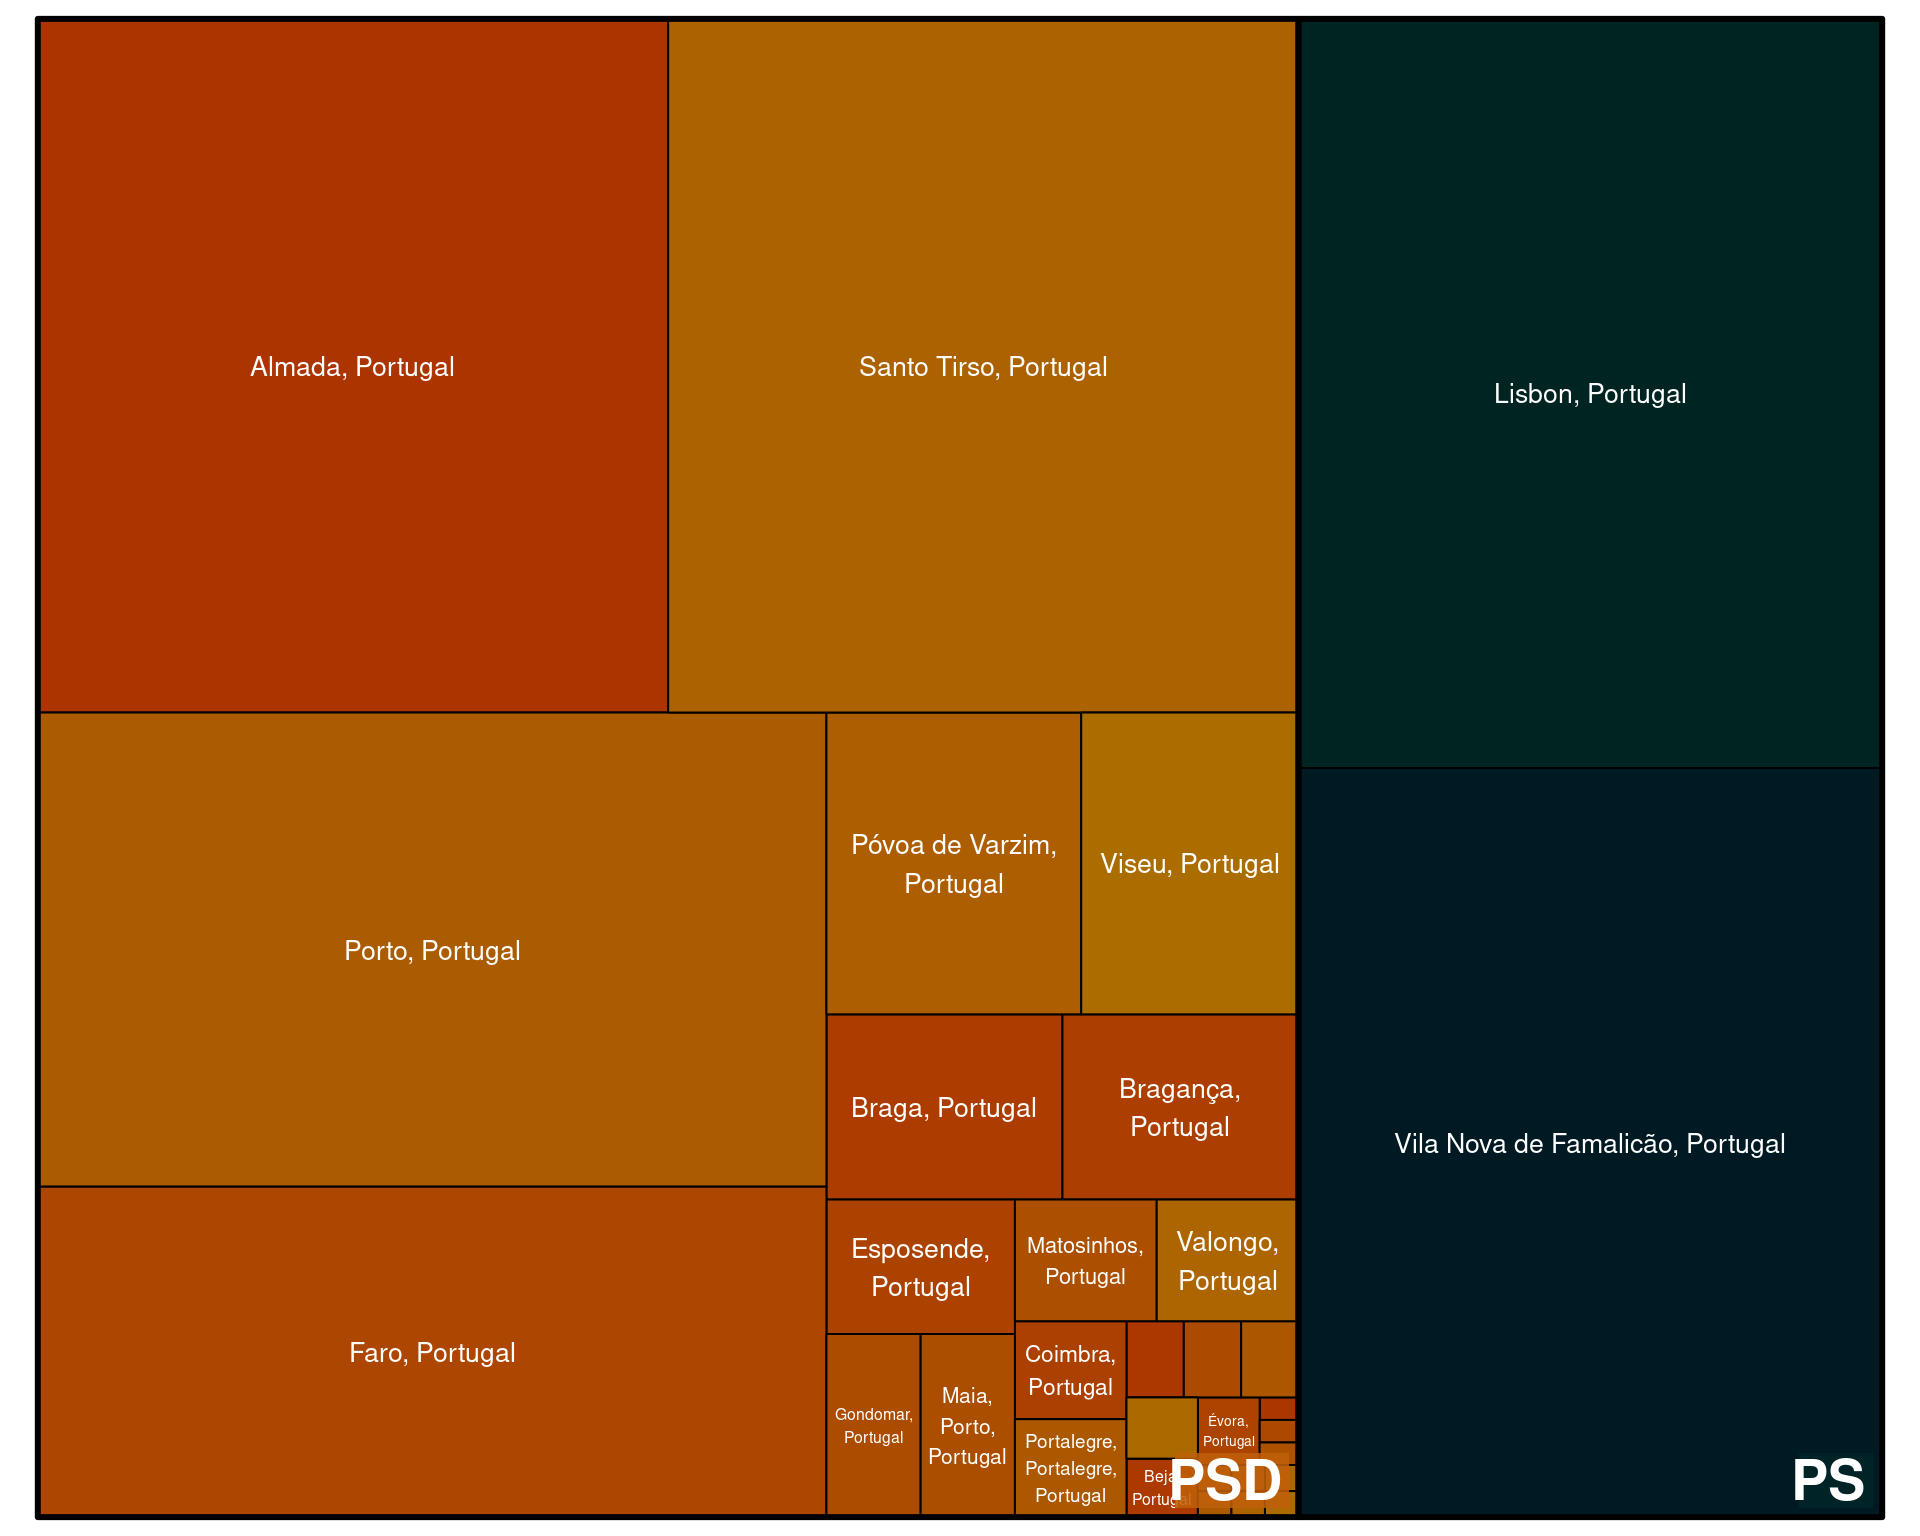 Almada, Portugal
Santo Tirso, Portugal
Lisbon, Portugal
Porto, Portugal
Póvoa de Varzim,
Portugal
Viseu, Portugal
Braga, Portugal
Bragança,
Portugal
Vila Nova de Famalicão, Portugal
Faro, Portugal
Esposende,
Portugal
Matosinhos,
Portugal
Valongo,
Portugal
Gondomar,
Portugal
Maia,
Porto,
Portugal
Coimbra,
Portugal
Portalegre,
Portalegre,
Portugal
Évora,
Portugal
Beja,
Portugal
PSD
PS